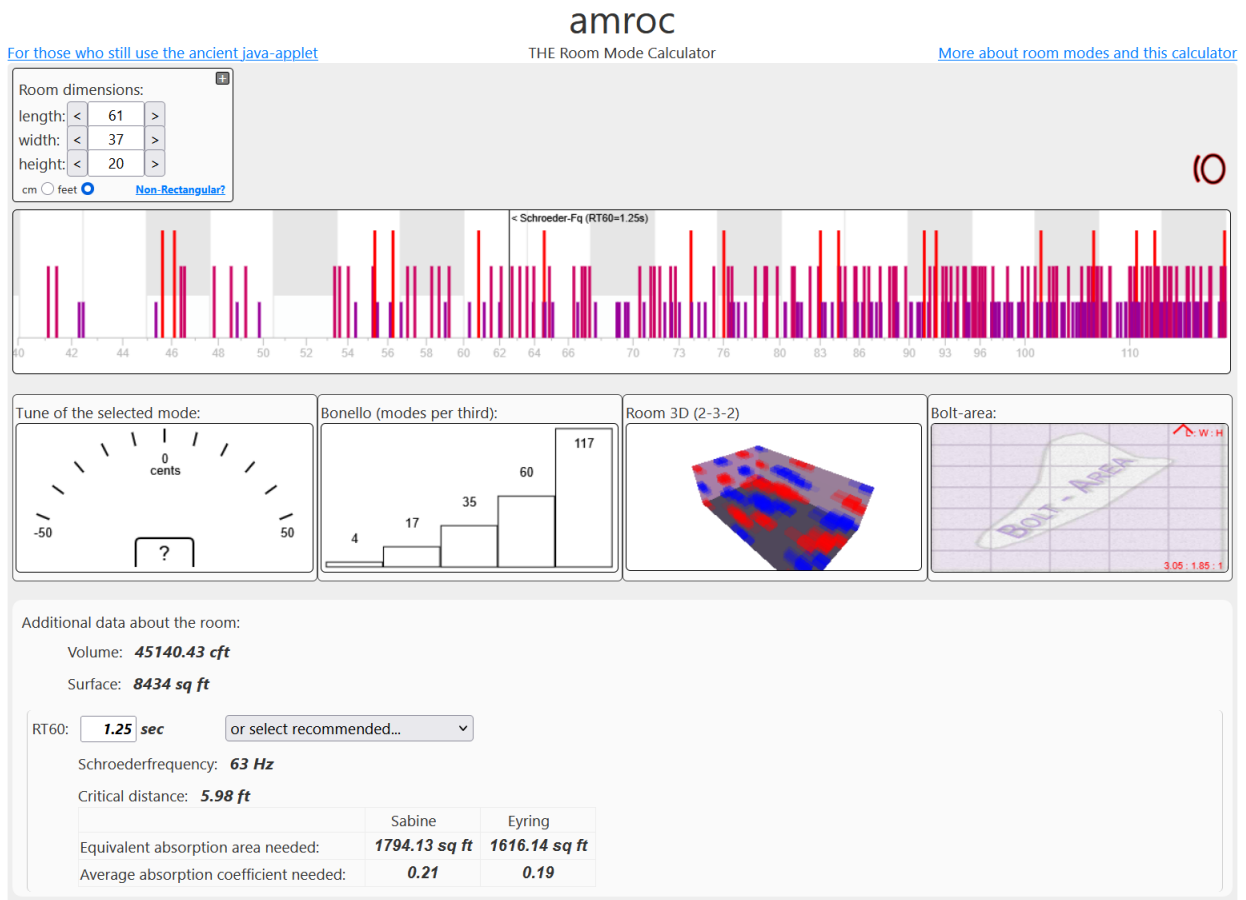 amroc
For those who still use the ancient java-applet
THE Room Mode Calculator
More about room modes and this calculator
+
Room dimensions:
length: < 61 >
width: < 37 >
height: < 20 >
cm feet Non-Rectangular?
< Schroeder-Fq (RT60=1.25s)
40 42 44 46 48 50 52 54 56 58 60 62 64 66 70 73 76 80 83 86 90 93 96 100 110
Tune of the selected mode:
0
cents
-50 50
?
Bonello (modes per third):
4 17 35 60 117
Room 3D (2-3-2)
Bolt-area:
L : W : H
BOLT - AREA
3.05 : 1.85 : 1
Additional data about the room:
Volume: 45140.43 cft
Surface: 8434 sq ft
RT60: 1.25 sec or select recommended...
Schroederfrequency: 63 Hz
Critical distance: 5.98 ft
Sabine Eyring
Equivalent absorption area needed: 1794.13 sq ft 1616.14 sq ft
Average absorption coefficient needed: 0.21 0.19